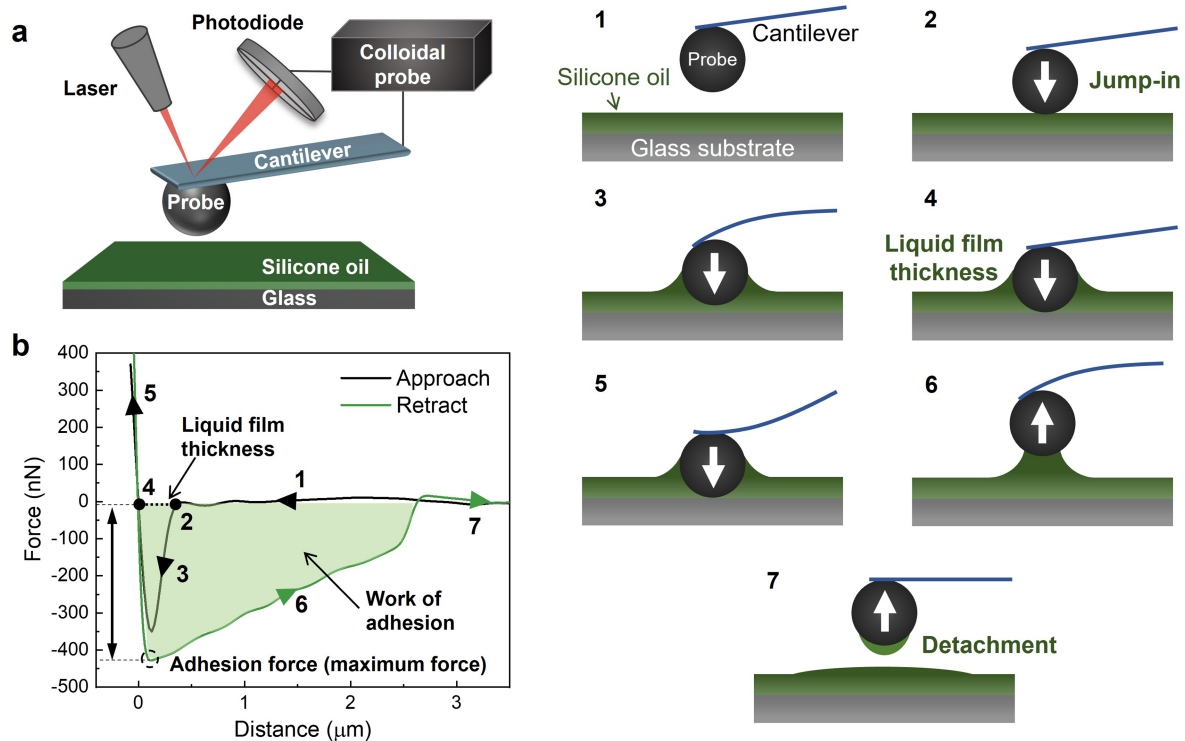 a
Photodiode
Laser
Colloidal
probe
Cantilever
Probe
Silicone oil
Glass
b
400
300
200
100
0
-100
-200
-300
-400
-500
Force (nN)
0
1
2
3
Distance (μm)
Approach
Retract
5
Liquid film
thickness
4
1
2
7
3
6
Work of
adhesion
Adhesion force (maximum force)
1
Cantilever
Probe
Silicone oil
Glass substrate
2
Jump-in
3
4
Liquid film
thickness
5
6
7
Detachment